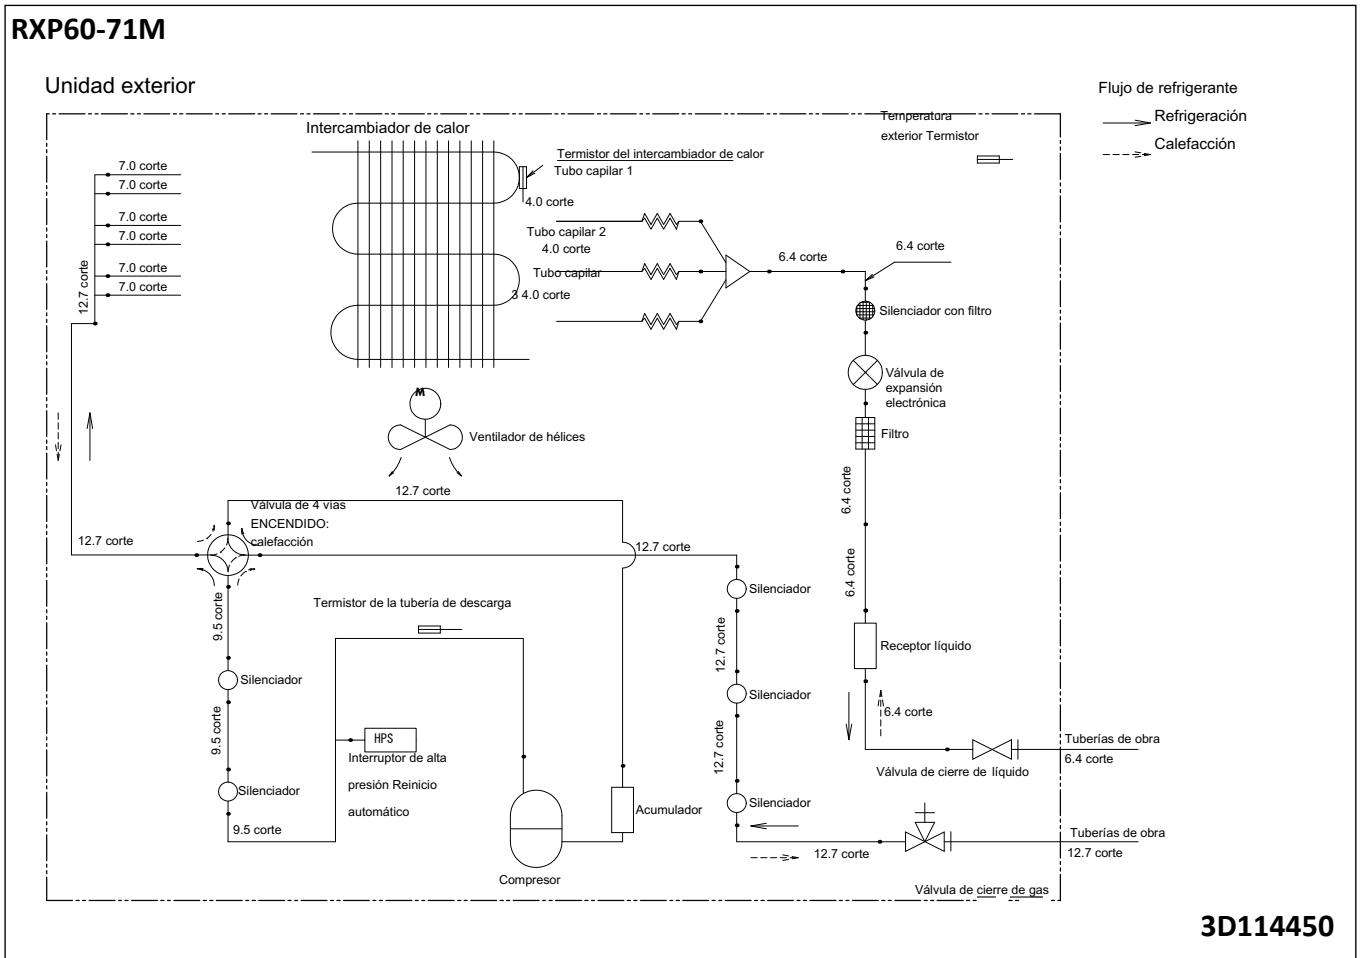 RXP60-71M
Unidad exterior
Flujo de refrigerante
Refrigeración
Calefacción
Temperatura
exterior Termistor
Intercambiador de calor
Termistor del intercambiador de calor
Tubo capilar 1
4.0 corte
7.0 corte
7.0 corte
7.0 corte
7.0 corte
7.0 corte
7.0 corte
12.7 corte
Tubo capilar 2
4.0 corte
Tubo capilar
3 4.0 corte
6.4 corte
6.4 corte
Silenciador con filtro
Válvula de
expansión
electrónica
Filtro
M
Ventilador de hélices
12.7 corte
Válvula de 4 vías
ENCENDIDO:
calefacción
12.7 corte
12.7 corte
6.4 corte
6.4 corte
Silenciador
9.5 corte
Termistor de la tubería de descarga
12.7 corte
Receptor líquido
Silenciador
Silenciador
6.4 corte
9.5 corte
HPS
Interruptor de alta
presión Reinicio
automático
12.7 corte
Tuberías de obra
6.4 corte
Válvula de cierre de líquido
Silenciador
Silenciador
Acumulador
9.5 corte
Tuberías de obra
12.7 corte
12.7 corte
Compresor
Válvula de cierre de gas
3D114450